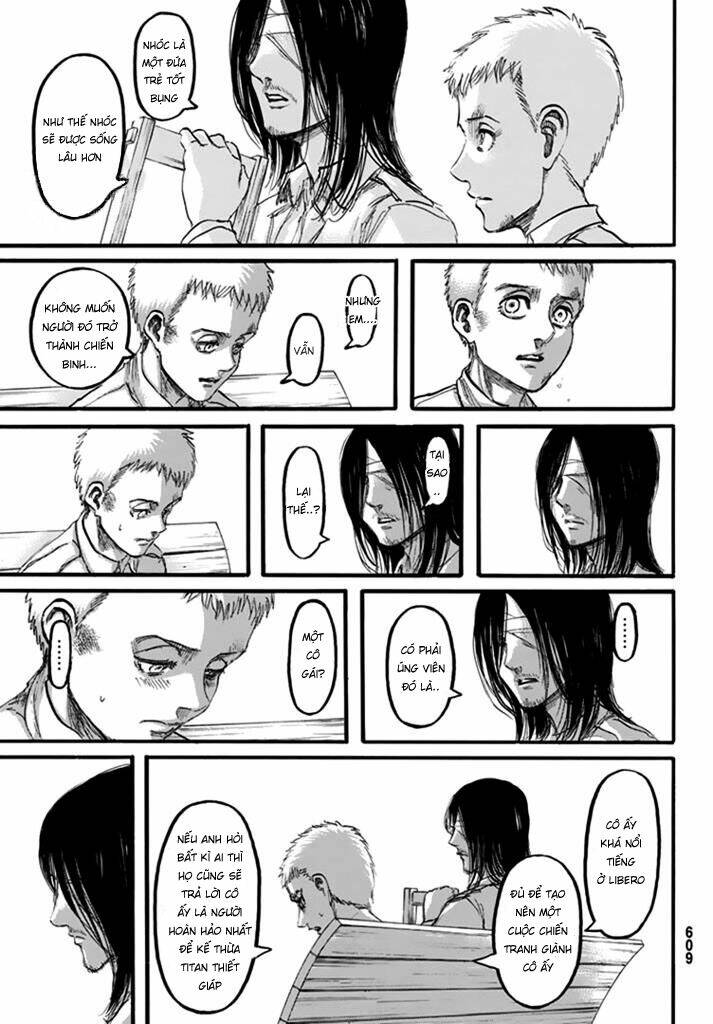 NHÓC LÀ
MỘT ĐỨA
TRẺ TỐT
BỤNG
NHƯ THẾ NHÓC
SẼ ĐƯỢC SỐNG
LÂU HƠN
NHƯNG
EM....
VẪN
KHÔNG MUỐN
NGƯỜI ĐÓ TRỞ
THÀNH CHIẾN
BINH...
TẠI
SAO
..
LẠI
THẾ..?
......
CÓ PHẢI
ỨNG VIÊN
ĐÓ LÀ..
MỘT
CÔ
GÁI?
......
CÔ ẤY
KHÁ NỔI
TIẾNG
Ở LIBERO
ĐỦ ĐỂ TẠO
NÊN MỘT
CUỘC CHIẾN
TRANH GIÀNH
CÔ ẤY
NẾU ANH HỎI
BẤT KÌ AI THÌ
HỌ CŨNG SẼ
TRẢ LỜI CÔ
ẤY LÀ NGƯỜI
HOÀN HẢO NHẤT
ĐỂ KẾ THỪA
TITAN THIẾT
GIÁP
609